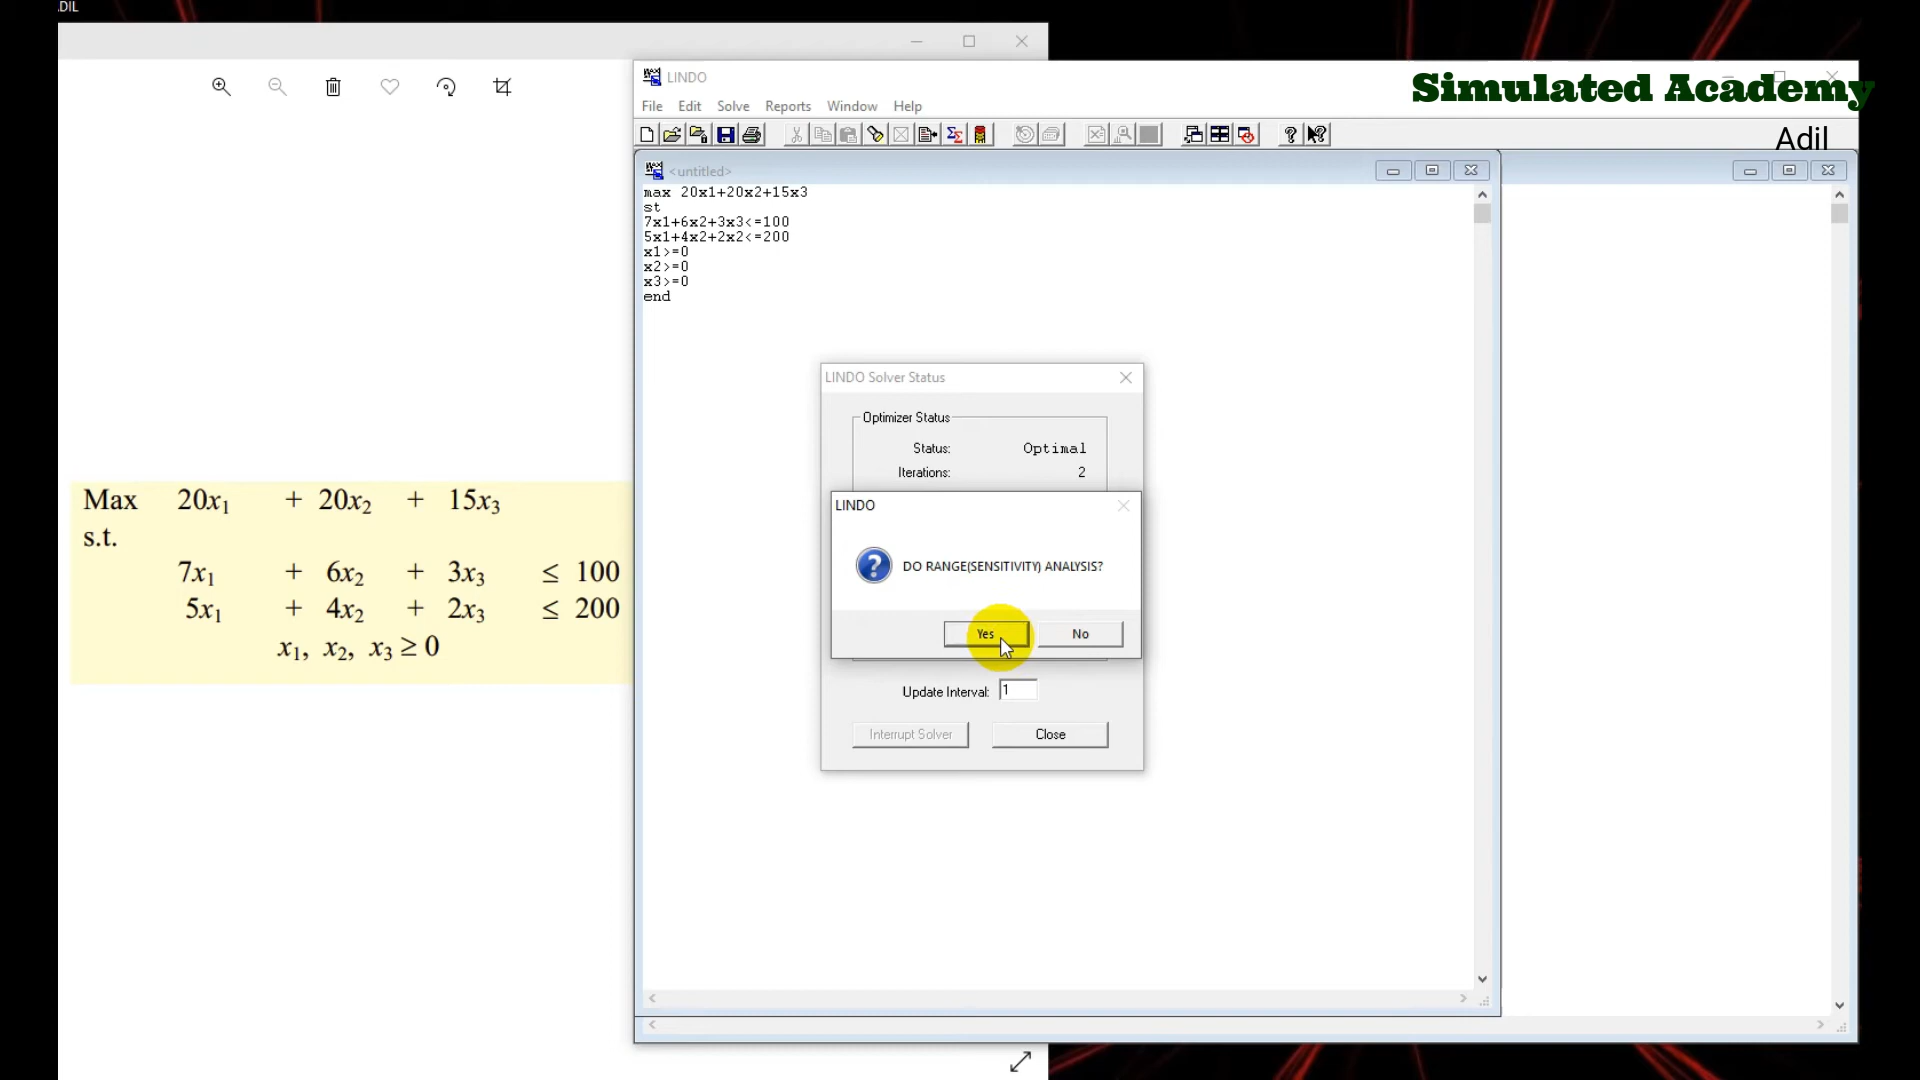 .DIL
Max 20x₁ + 20x₂ + 15x₃
s.t.
7x₁ + 6x₂ + 3x₃ ≤ 100
5x₁ + 4x₂ + 2x₃ ≤ 200
x₁, x₂, x₃ ≥ 0
LINDO
Simulated Academy
Adil
File Edit Solve Reports Window Help
<untitled>
max 20x1+20x2+15x3
st
7x1+6x2+3x3<=100
5x1+4x2+2x2<=200
x1>=0
x2>=0
x3>=0
end
LINDO Solver Status
Optimizer Status
Status: Optimal
Iterations: 2
LINDO
DO RANGE(SENSITIVITY) ANALYSIS?
Yes No
Update Interval: 1
Interrupt Solver Close